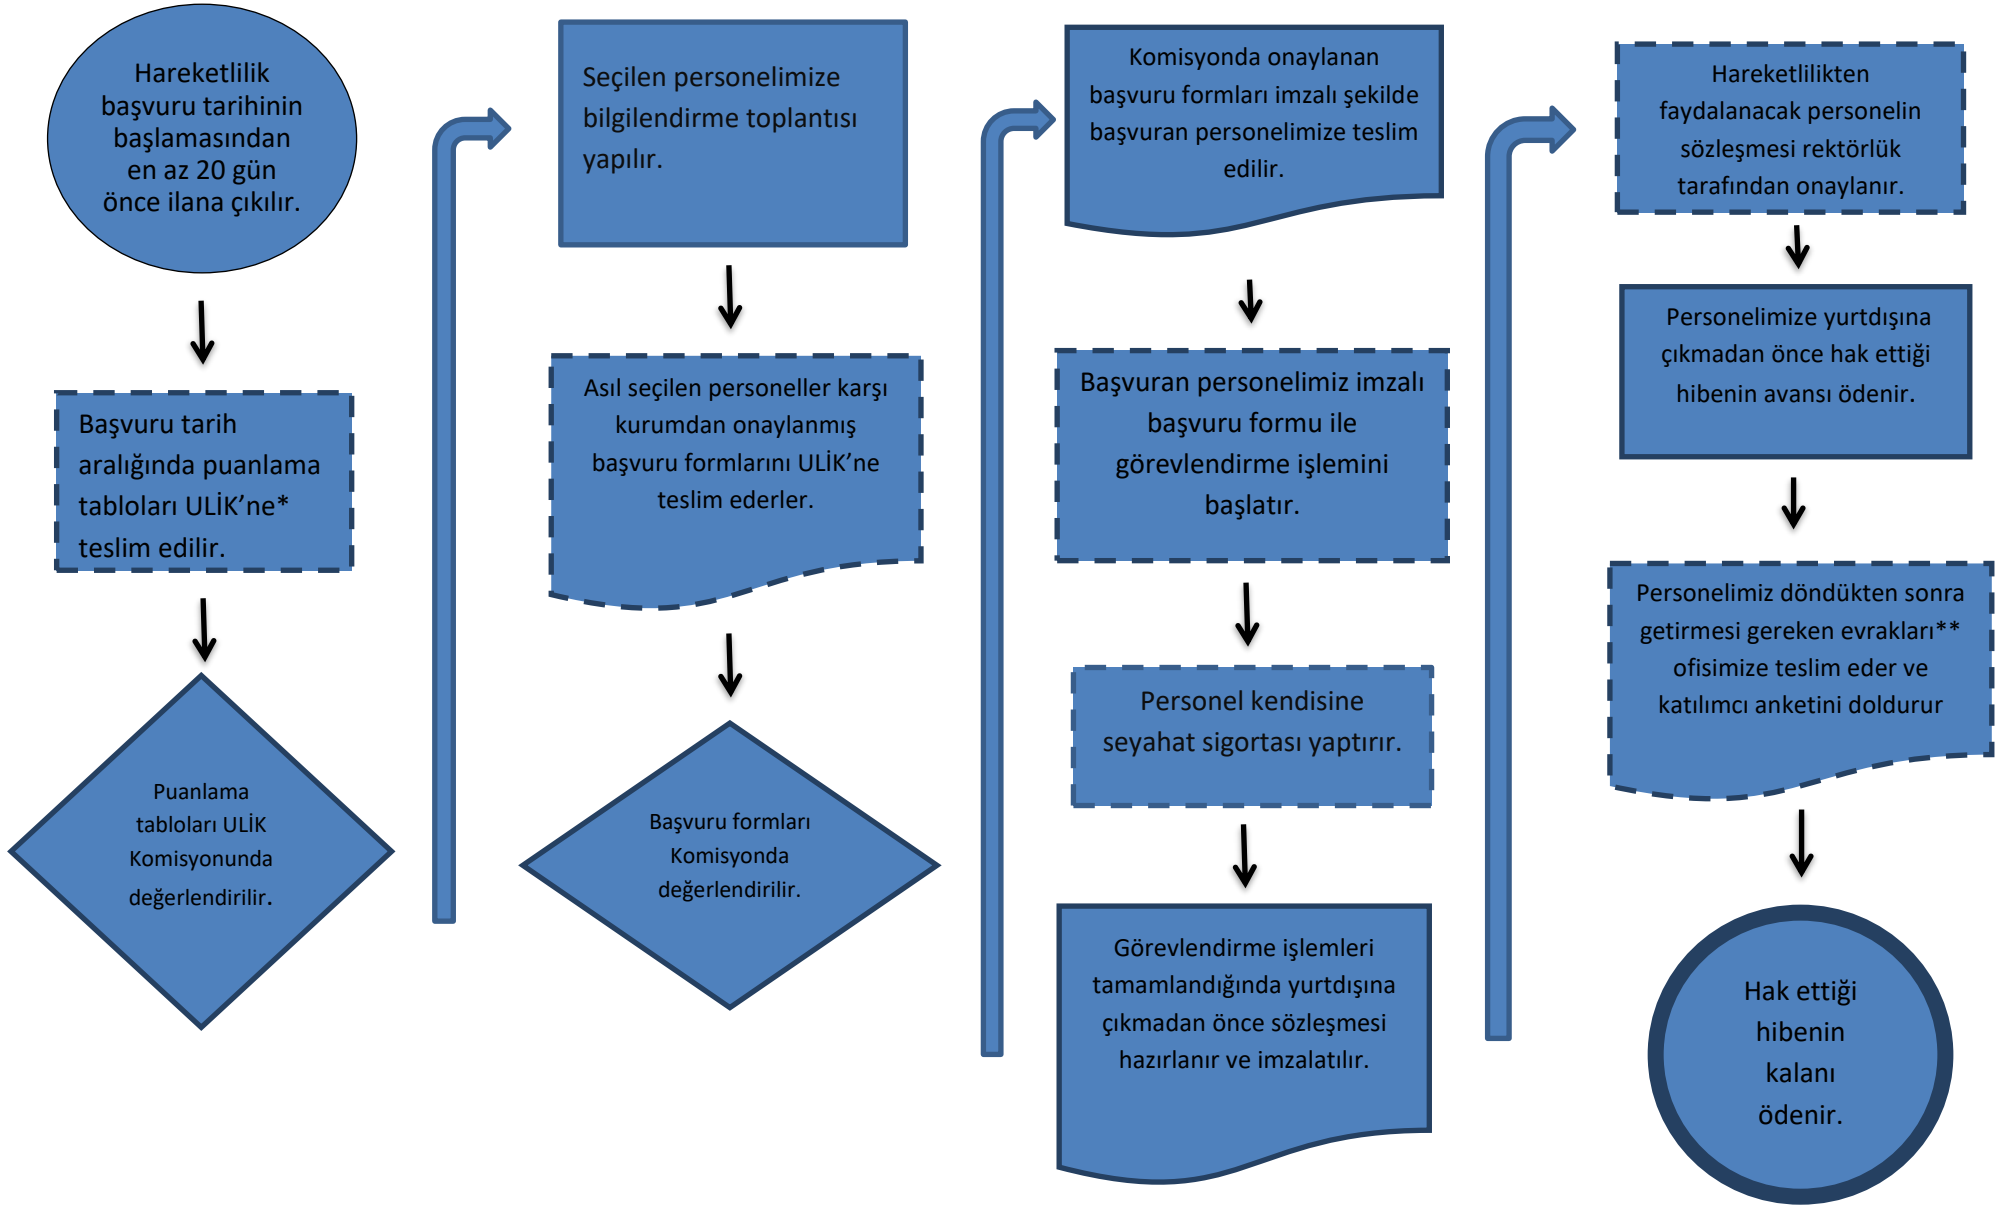 Hareketlilik
başvuru tarihinin
başlamasından
en az 20 gün
önce ilana çıkılır.
Başvuru tarih
aralığında puanlama
tabloları ULİK’ne*
teslim edilir.
Puanlama
tabloları ULİK
Komisyonunda
değerlendirilir.
Seçilen personelimize
bilgilendirme toplantısı
yapılır.
Asıl seçilen personeller karşı
kurumdan onaylanmış
başvuru formlarını ULİK’ne
teslim ederler.
Başvuru formları
Komisyonda
değerlendirilir.
Komisyonda onaylanan
başvuru formları imzalı şekilde
başvuran personelimize teslim
edilir.
Başvuran personelimiz imzalı
başvuru formu ile
görevlendirme işlemini
başlatır.
Personel kendisine
seyahat sigortası yaptırır.
Görevlendirme işlemleri
tamamlandığında yurtdışına
çıkmadan önce sözleşmesi
hazırlanır ve imzalatılır.
Hareketlilikten
faydalanacak personelin
sözleşmesi rektörlük
tarafından onaylanır.
Personelimize yurtdışına
çıkmadan önce hak ettiği
hibenin avansı ödenir.
Personelimiz döndükten sonra
getirmesi gereken evrakları**
ofisimize teslim eder ve
katılımcı anketini doldurur
Hak ettiği
hibenin
kalanı
ödenir.